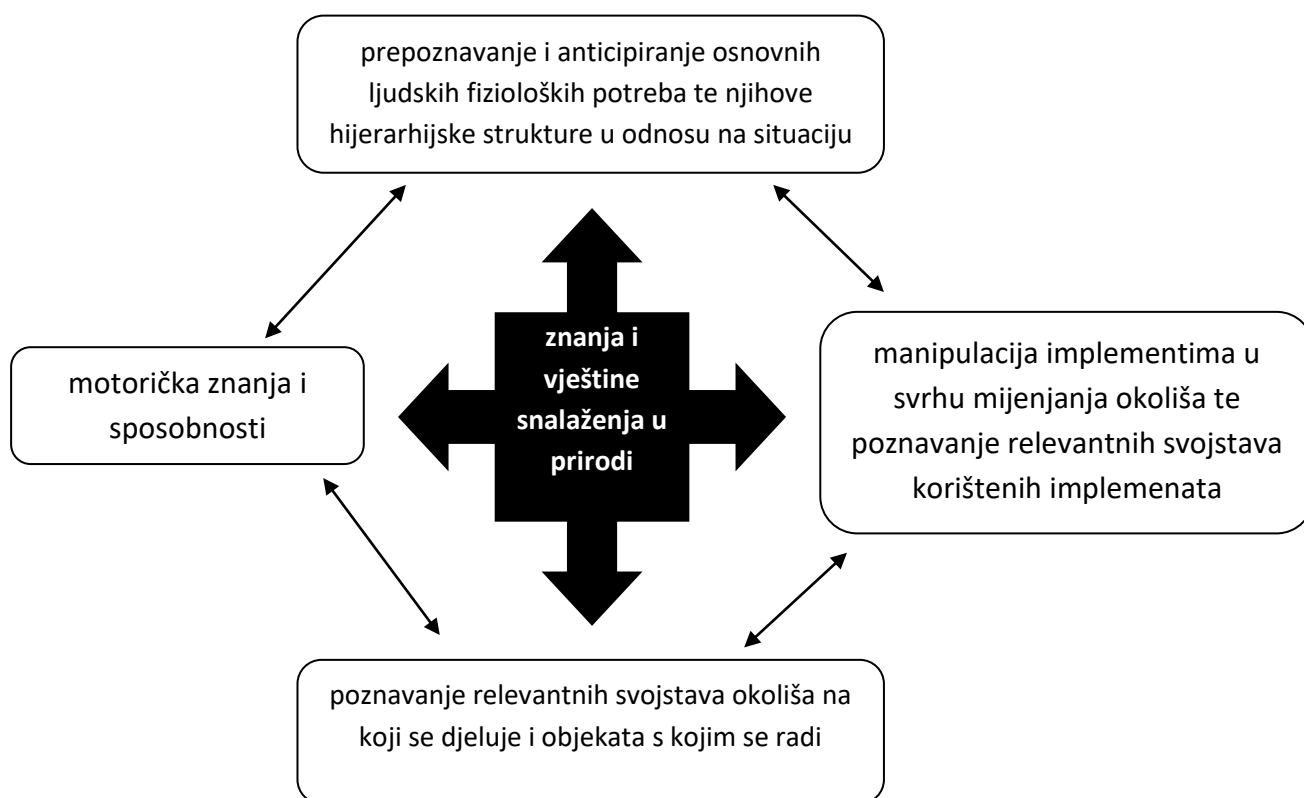 prepoznavanje i anticipiranje osnovnih
ljudskih fizioloških potreba te njihove
hijerarhijske strukture u odnosu na situaciju
motorička znanja i
sposobnosti
znanja i
vještine
snalaženja u
prirodi
manipulacija implementima u
svrhu mijenjanja okoliša te
poznavanje relevantnih svojstava
korištenih implemenata
poznavanje relevantnih svojstava okoliša na
koji se djeluje i objekata s kojim se radi